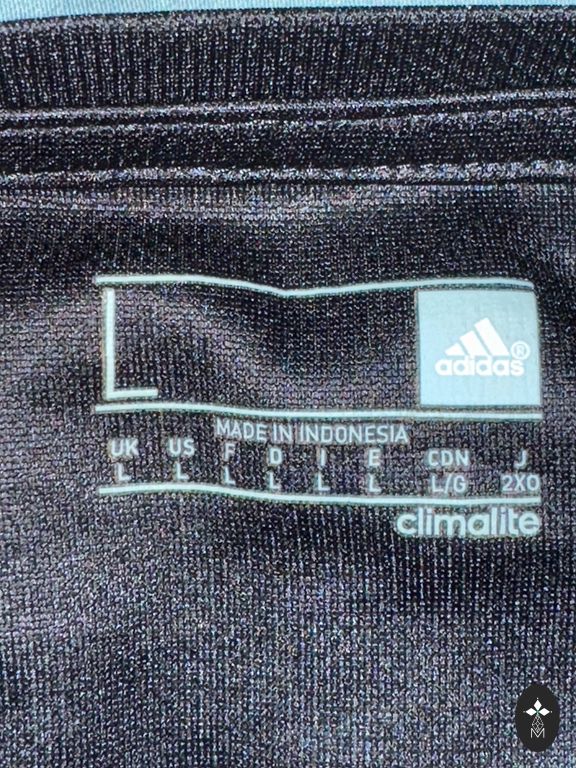 L
adidas®
MADE IN INDONESIA
UK US F D I E CDN J
L L L L L L L/G 2XO
climalite
M